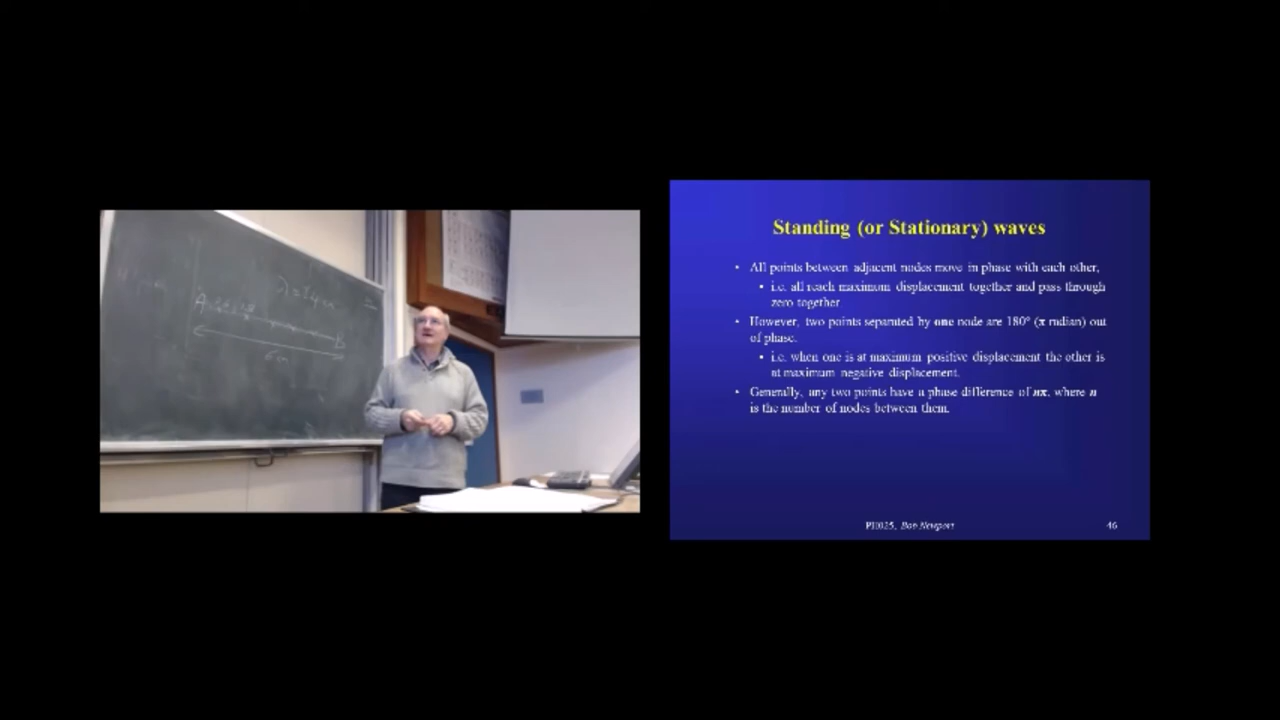 A
λ =
B
Standing (or Stationary) waves
• All points between adjacent nodes move in phase with each other,
• i.e. all reach maximum displacement together and pass through
zero together.
• However, two points separated by one node are 180° (π radian) out
of phase.
• i.e. when one is at maximum positive displacement the other is
at maximum negative displacement.
• Generally, any two points have a phase difference of nπ, where n
is the number of nodes between them.
PH025, Bob Newport
46